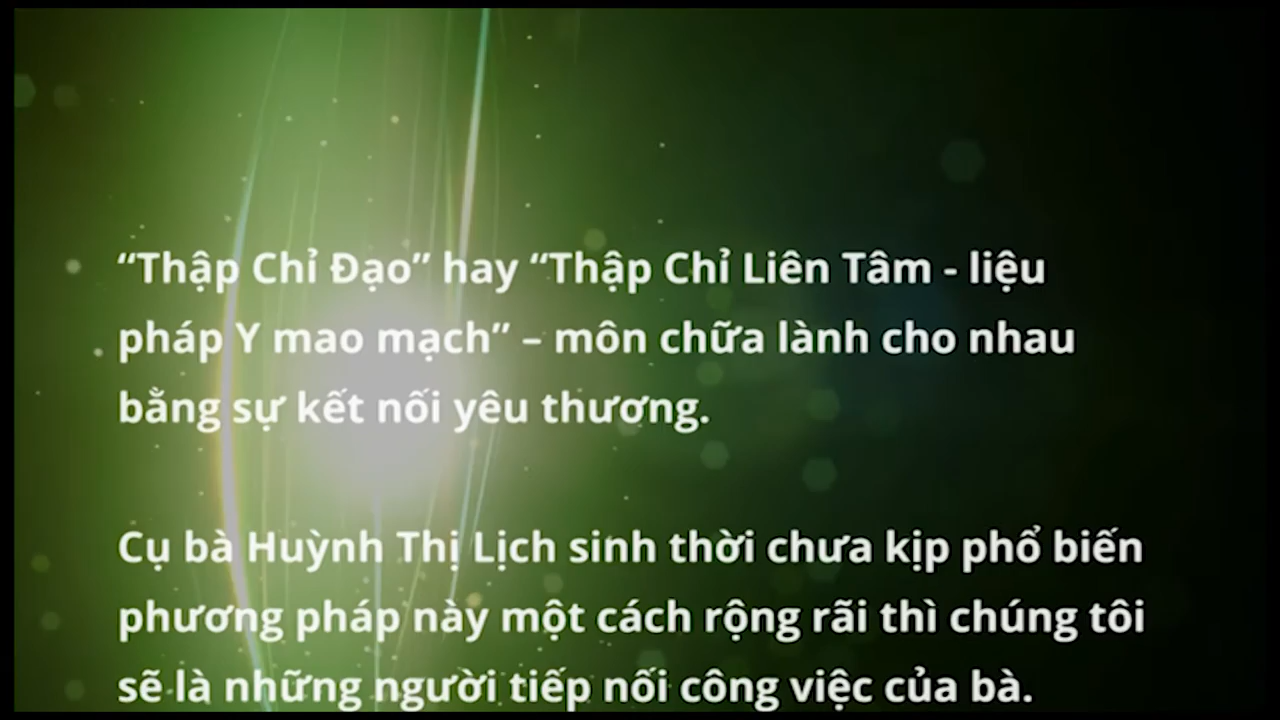 “Thập Chỉ Đạo” hay “Thập Chỉ Liên Tâm - liệu
pháp Y mao mạch” – môn chữa lành cho nhau
bằng sự kết nối yêu thương.
Cụ bà Huỳnh Thị Lịch sinh thời chưa kịp phổ biến
phương pháp này một cách rộng rãi thì chúng tôi
sẽ là những người tiếp nối công việc của bà.